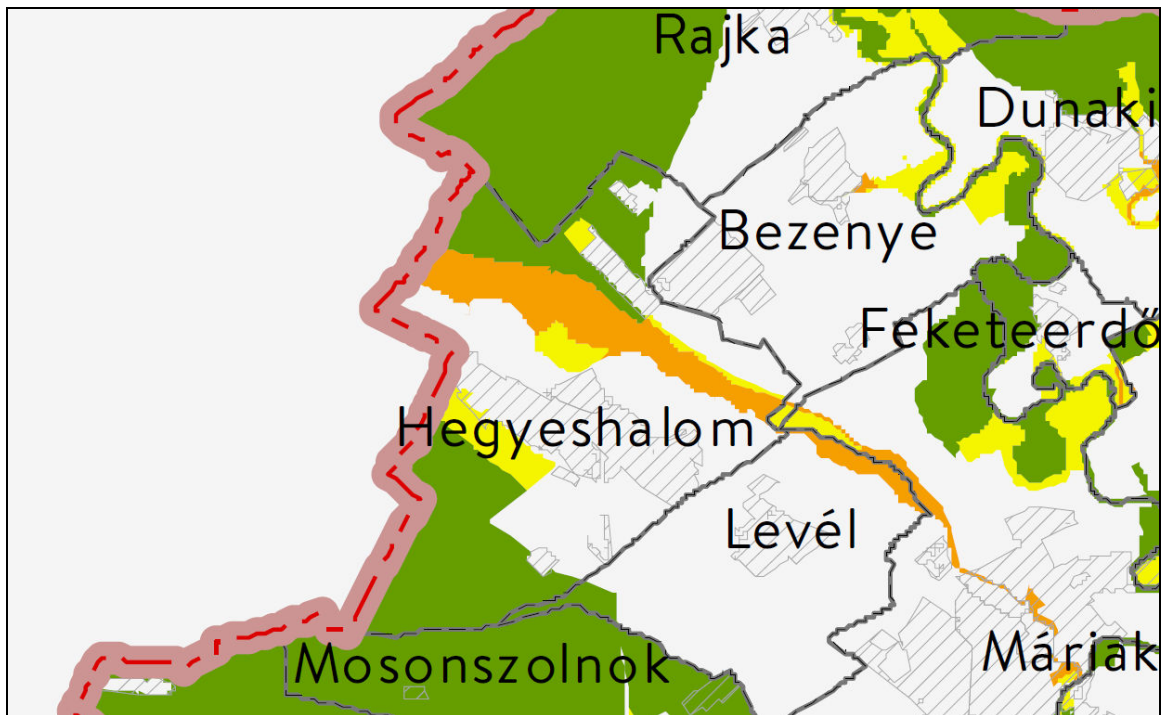 Rajka
Dunaki
Bezenye
Feketeerdő
Hegyeshalom
Levél
Máriak
Mosonszolnok